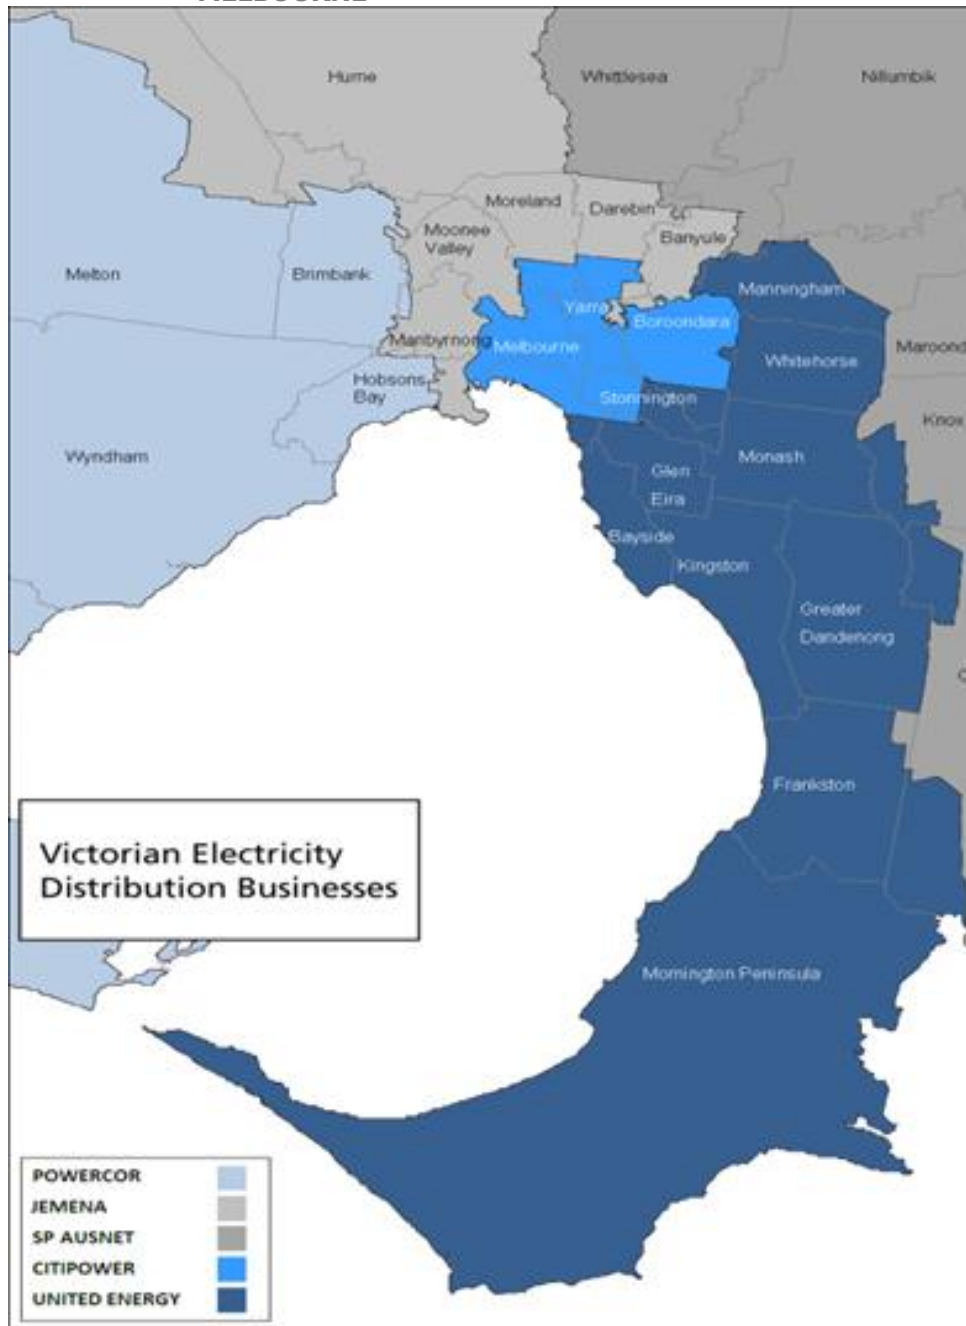 Hume
Whittlesea
Nillumbik
Moreland
Darebin
Moonee
Valley
Banyule
Melton
Brimbank
Manningham
Yarra
Boroondara
Maribyrnong
Melbourne
Maroond
Whitehorse
Hobsons
Bay
Stonnington
Knox
Wyndham
Monash
Glen
Eira
Bayside
Kingston
Greater
Dandenong
Frankston
Victorian Electricity
Distribution Businesses
Mornington Peninsula
POWERCOR
JEMENA
SP AUSNET
CITIPOWER
UNITED ENERGY